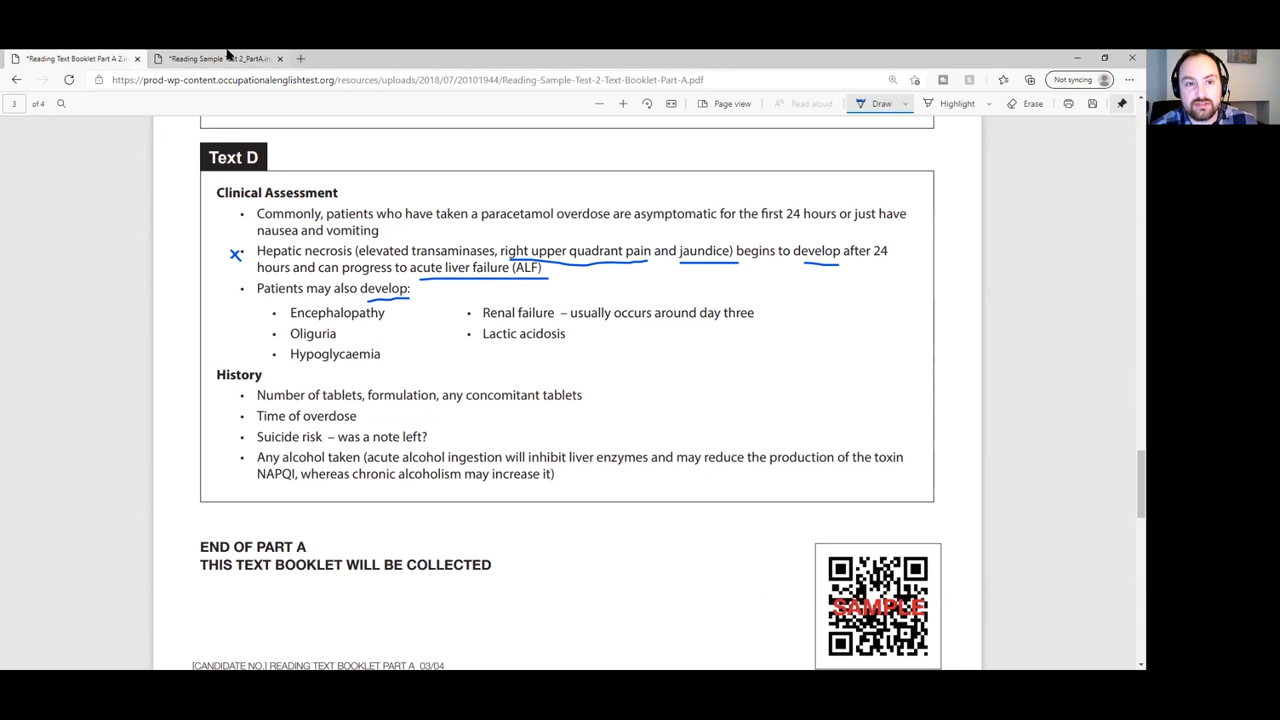 *Reading Text Booklet Part A 2.in
*Reading Sample Test 2_PartA.in
https://prod-wp-content.occupationalenglishtest.org/resources/uploads/2018/07/20101944/Reading-Sample-Test-2-Text-Booklet-Part-A.pdf
Not syncing
3 of 4
Page view
Read aloud
Draw
Highlight
Erase
Text D
Clinical Assessment
• Commonly, patients who have taken a paracetamol overdose are asymptomatic for the first 24 hours or just have
nausea and vomiting
• Hepatic necrosis (elevated transaminases, right upper quadrant pain and jaundice) begins to develop after 24
hours and can progress to acute liver failure (ALF)
• Patients may also develop:
• Encephalopathy
• Oliguria
• Hypoglycaemia
• Renal failure – usually occurs around day three
• Lactic acidosis
History
• Number of tablets, formulation, any concomitant tablets
• Time of overdose
• Suicide risk – was a note left?
• Any alcohol taken (acute alcohol ingestion will inhibit liver enzymes and may reduce the production of the toxin
NAPQI, whereas chronic alcoholism may increase it)
END OF PART A
THIS TEXT BOOKLET WILL BE COLLECTED
SAMPLE
[CANDIDATE NO.] READING TEXT BOOKLET PART A 03/04